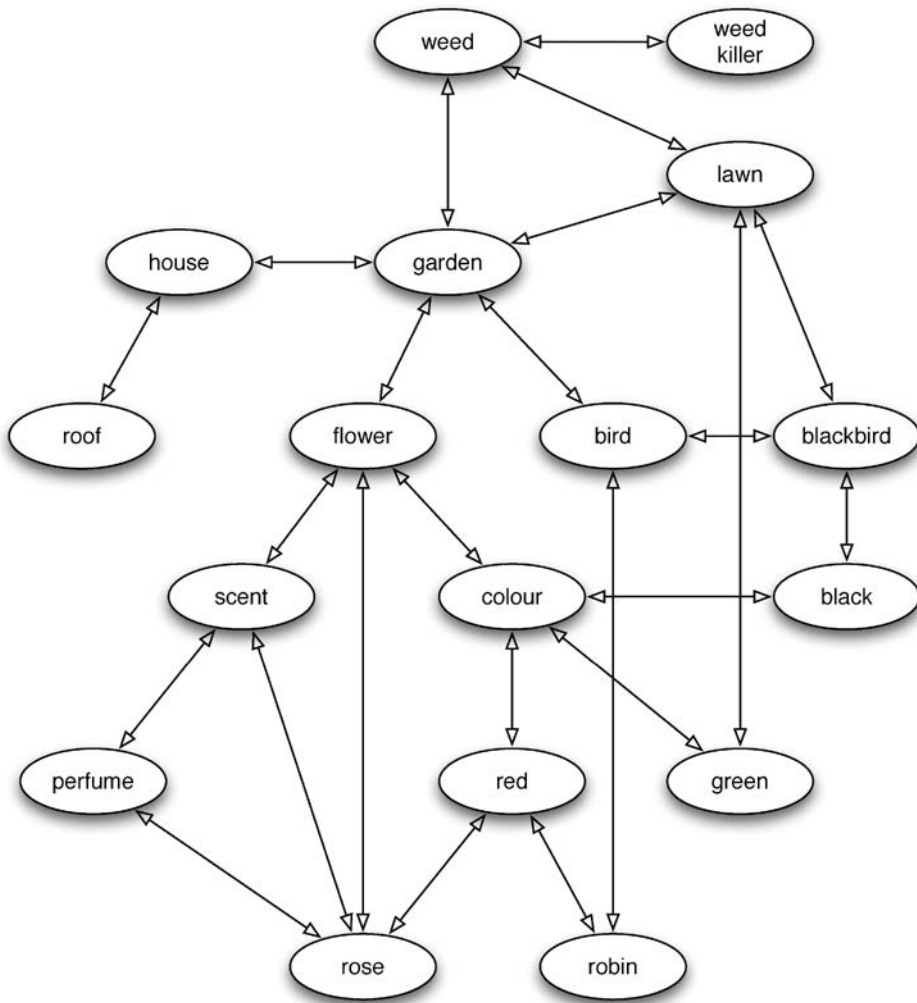 weed
weed
killer
lawn
house
garden
roof
flower
bird
blackbird
scent
colour
black
perfume
red
green
rose
robin